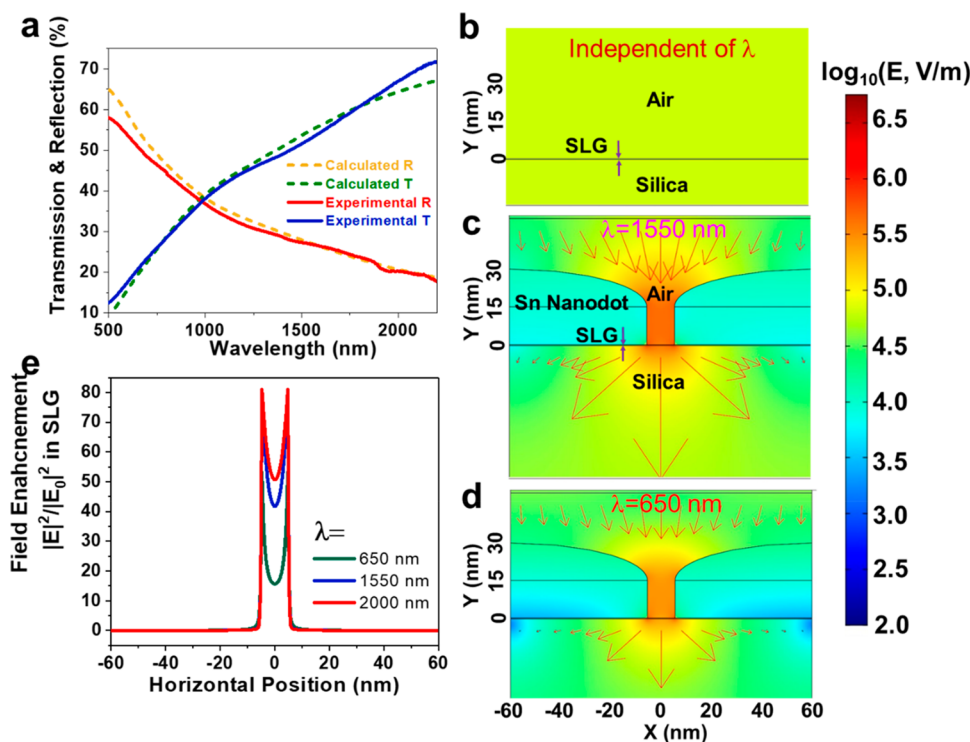 a
Transmission & Reflection (%)
70
60
50
40
30
20
10
Calculated R
Calculated T
Experimental R
Experimental T
500 1000 1500 2000
Wavelength (nm)
b
Independent of λ
Air
SLG
Silica
Y (nm)
30
15
0
log10(E, V/m)
6.5
6.0
5.5
5.0
4.5
4.0
3.5
3.0
2.5
2.0
c
λ=1550 nm
Air
Sn Nanodot
SLG
Silica
Y (nm)
30
15
0
d
λ=650 nm
Y (nm)
30
15
0
-60 -40 -20 0 20 40 60
X (nm)
e
Field Enahcnement
|E|²/|E₀|² in SLG
80
70
60
50
40
30
20
10
0
λ=
650 nm
1550 nm
2000 nm
-60 -40 -20 0 20 40 60
Horizontal Position (nm)